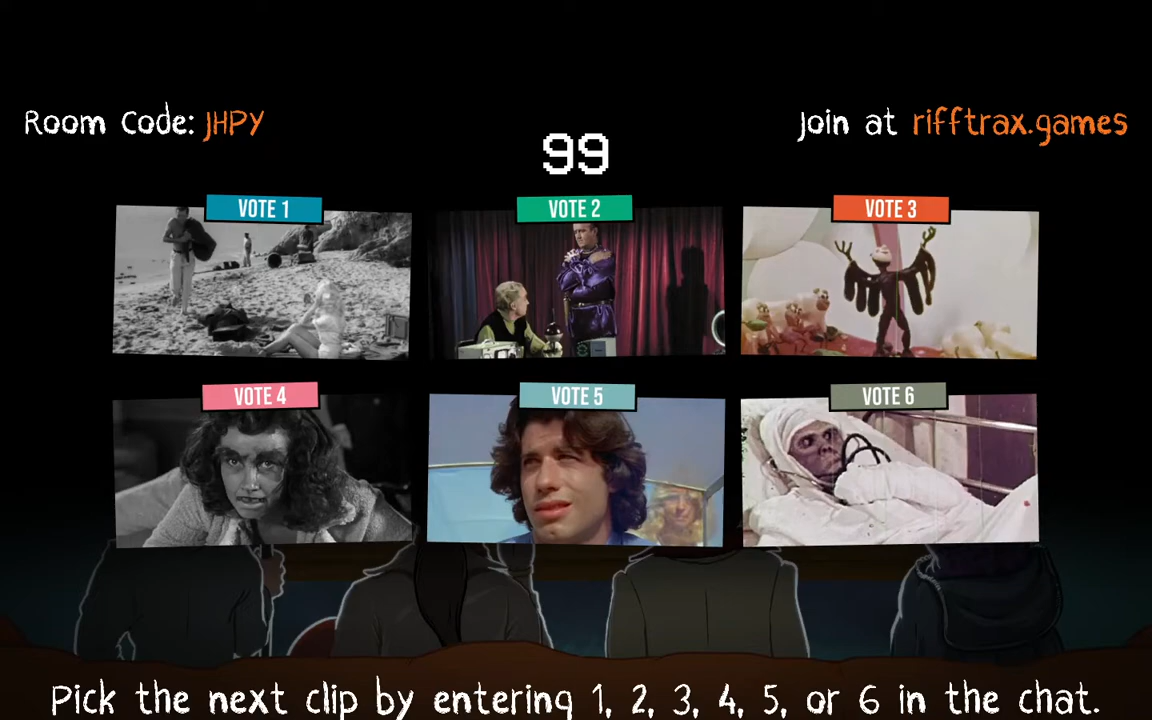 Room Code: JHPY
Join at rifftrax.games
99
VOTE 1
VOTE 2
VOTE 3
VOTE 4
VOTE 5
VOTE 6
Pick the next clip by entering 1, 2, 3, 4, 5, or 6 in the chat.